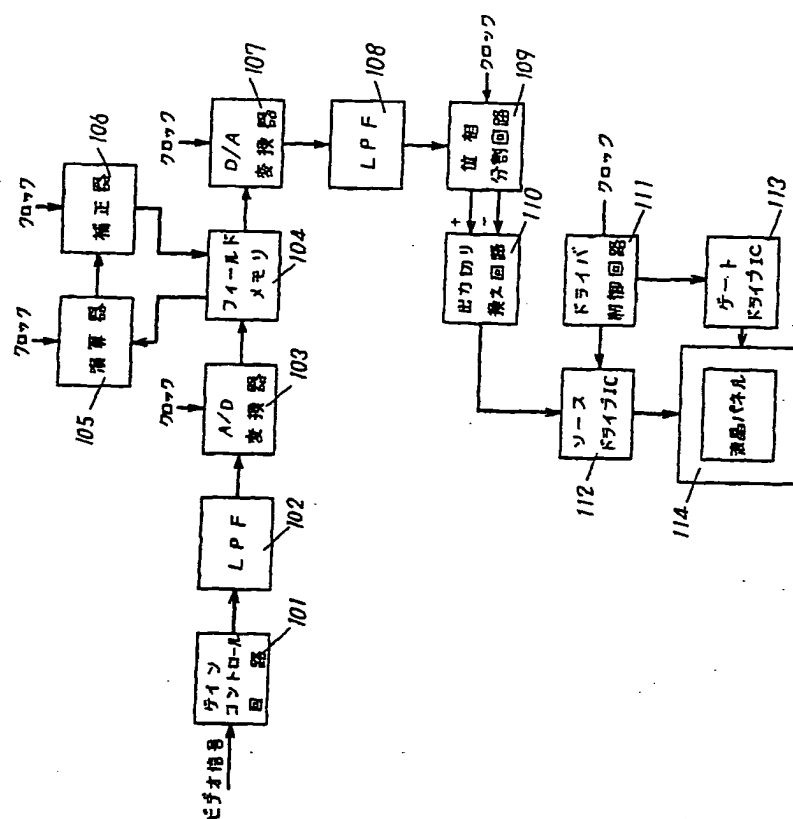 ビデオ信号
ゲイン
コントロール
回路
101
LPF
102
クロック
A/D
変換器
103
フィールド
メモリ
104
クロック
演算器
105
クロック
補正器
106
クロック
D/A
変換器
107
LPF
108
クロック
位相
分割回路
109
+
-
出力切り
換え回路
110
クロック
ドライバ
制御回路
111
ソース
ドライブIC
112
ゲート
ドライブIC
113
液晶パネル
114